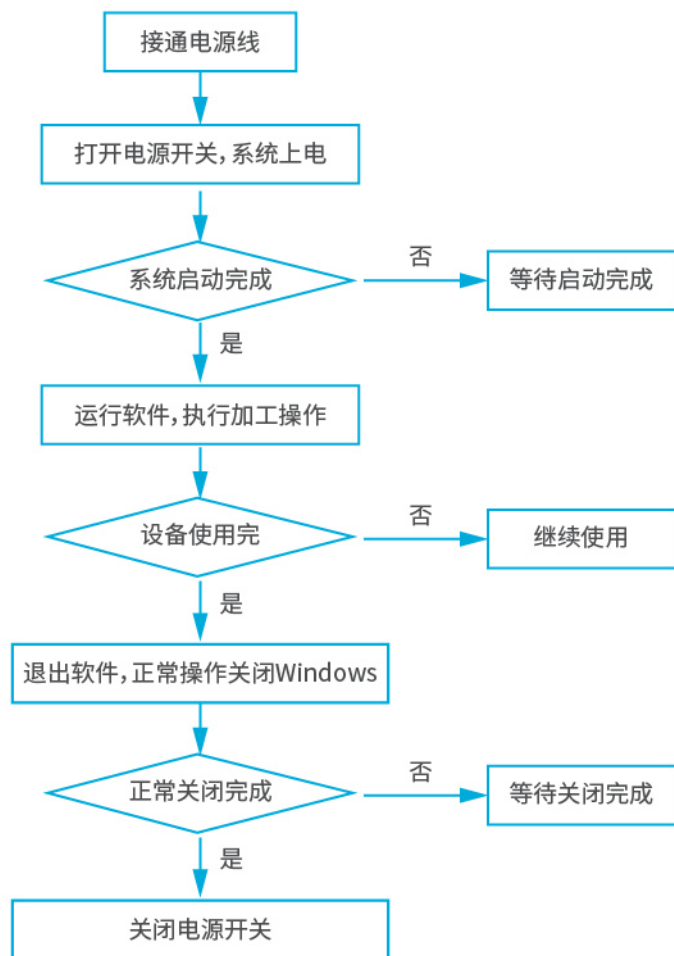 接通电源线
打开电源开关,系统上电
系统启动完成
否
等待启动完成
是
运行软件,执行加工操作
设备使用完
否
继续使用
是
退出软件,正常操作关闭Windows
正常关闭完成
否
等待关闭完成
是
关闭电源开关